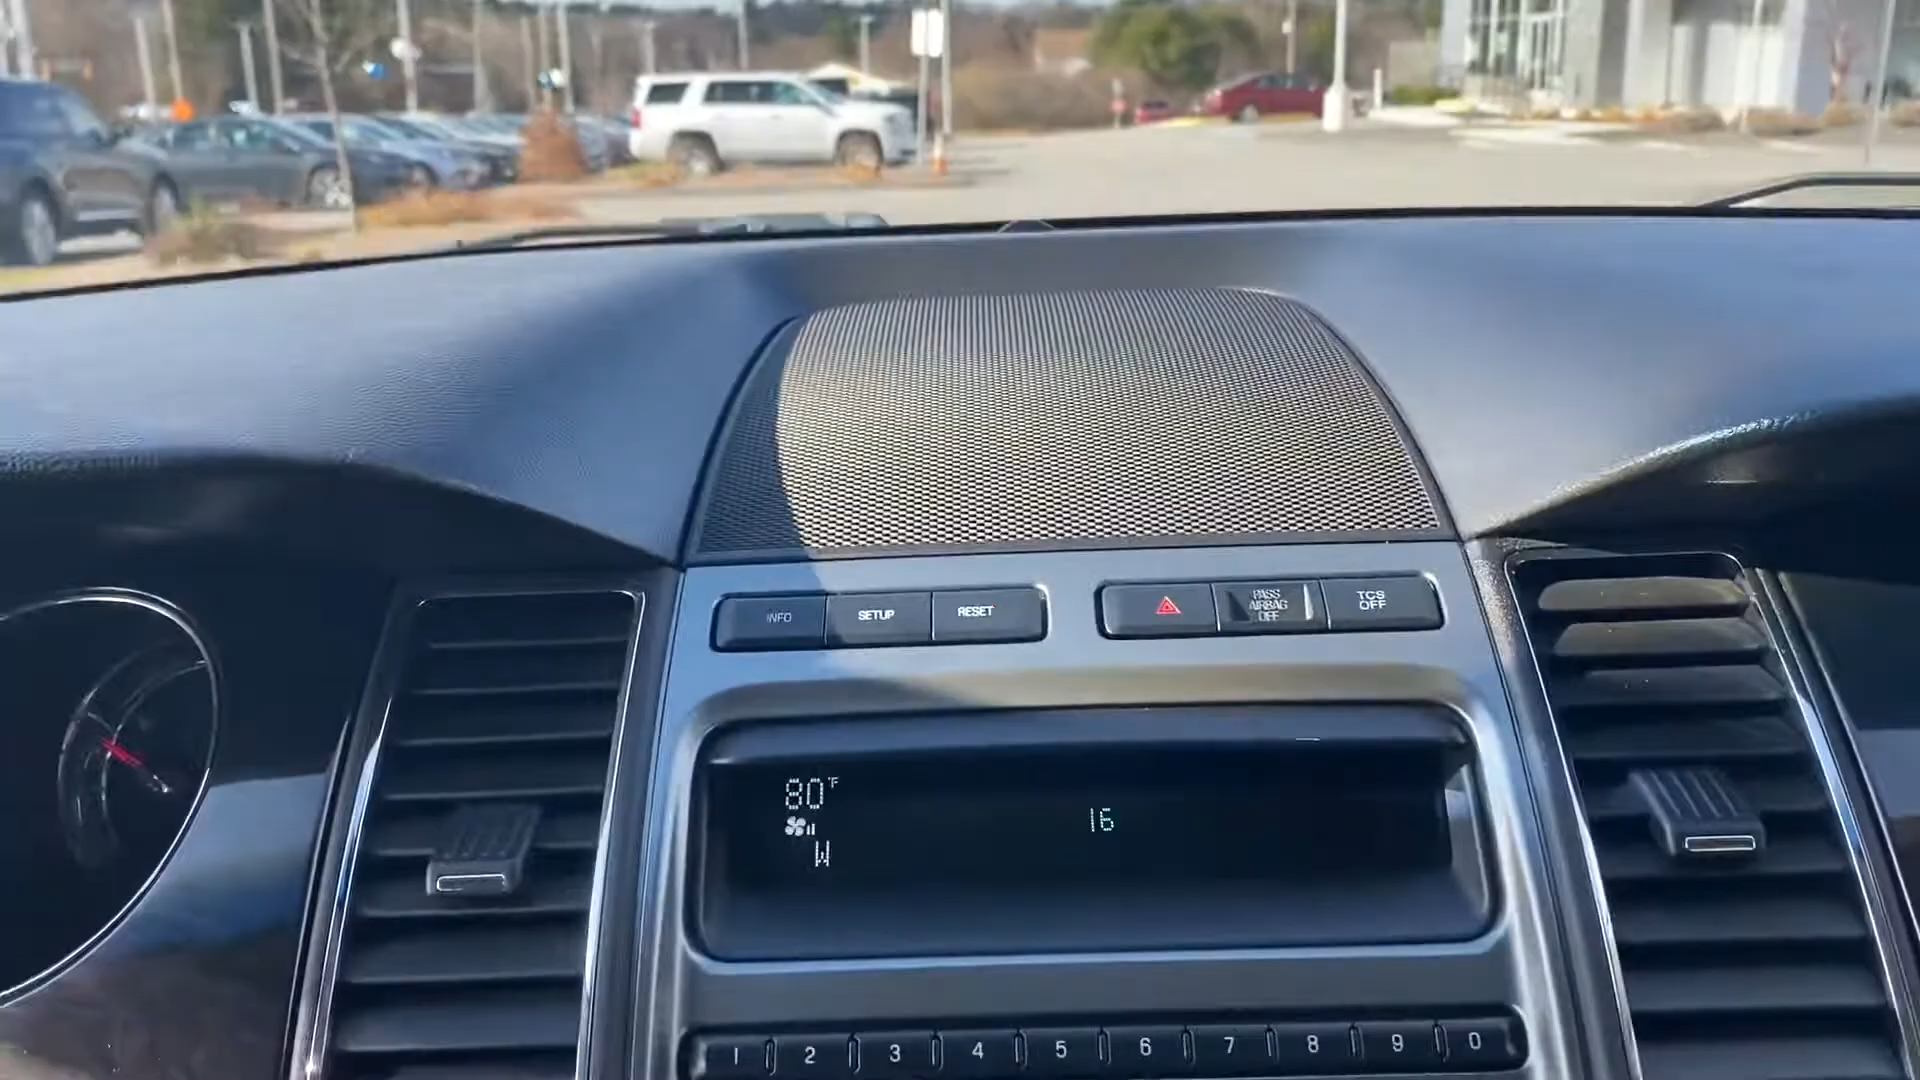 INFO SETUP RESET
PASS
AIRBAG
OFF
TCS
OFF
80°F
16
W
1 2 3 4 5 6 7 8 9 0